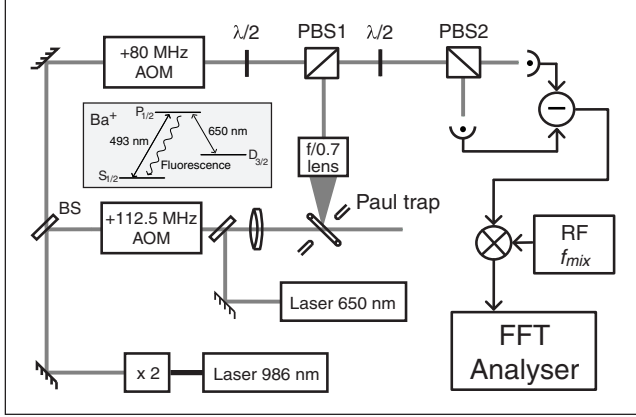 +80 MHz
AOM
λ/2
PBS1
λ/2
PBS2
Ba+
P1/2
493 nm
650 nm
Fluorescence
D3/2
S1/2
f/0.7
lens
Paul trap
BS
+112.5 MHz
AOM
RF
fmix
Laser 650 nm
FFT
Analyser
x 2
Laser 986 nm